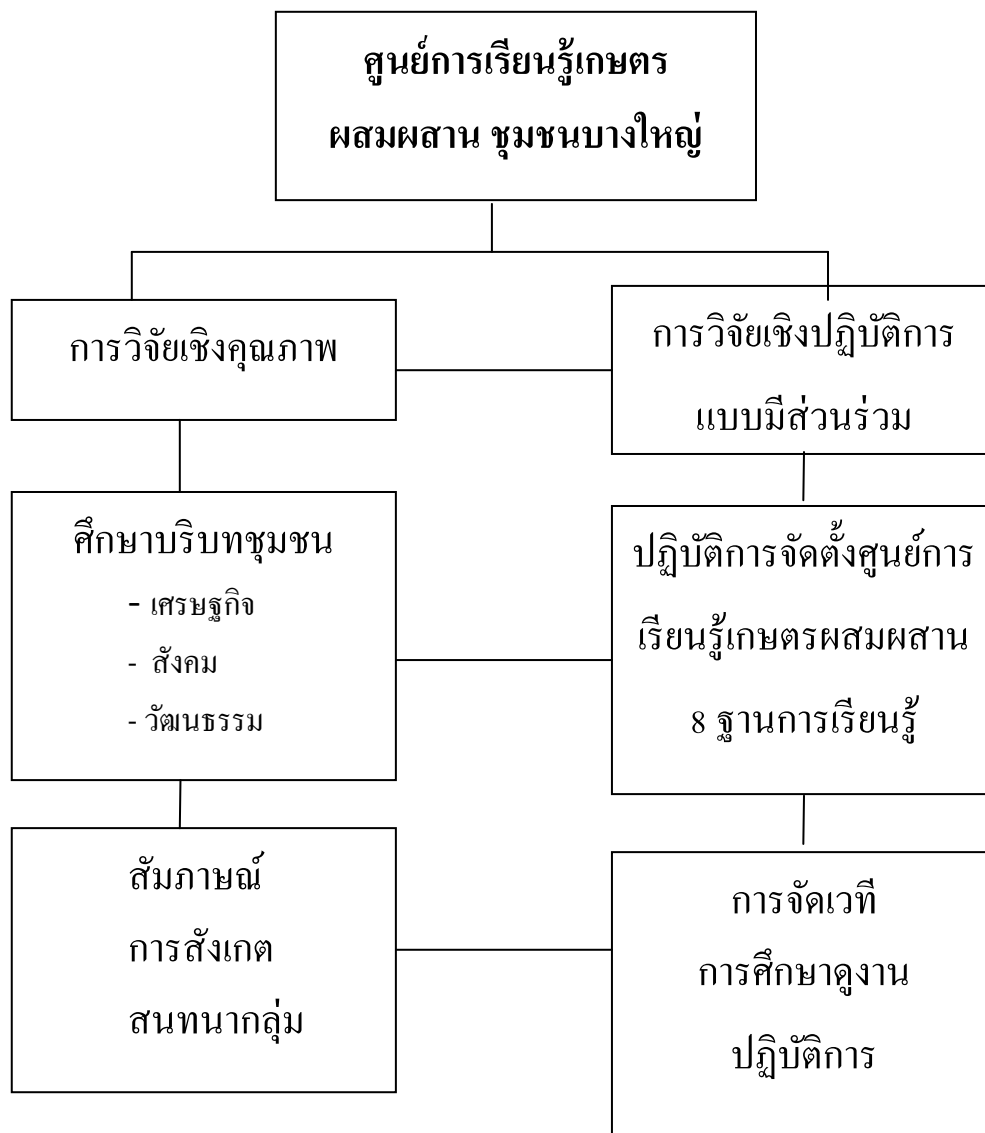 ศูนย์การเรียนรู้เกษตร
ผสมผสาน ชุมชนบางใหญ่
การวิจัยเชิงคุณภาพ
การวิจัยเชิงปฏิบัติการ
แบบมีส่วนร่วม
ศึกษาบริบทชุมชน
- เศรษฐกิจ
- สังคม
- วัฒนธรรม
ปฏิบัติการจัดตั้งศูนย์การ
เรียนรู้เกษตรผสมผสาน
8 ฐานการเรียนรู้
สัมภาษณ์
การสังเกต
สนทนากลุ่ม
การจัดเวที
การศึกษาดูงาน
ปฏิบัติการ